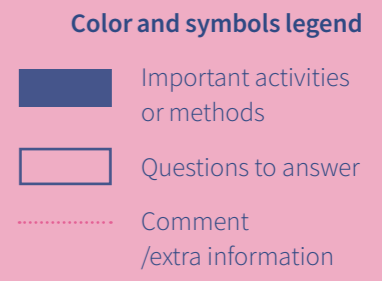 Color and symbols legend
Important activities
or methods
Questions to answer
Comment
/extra information